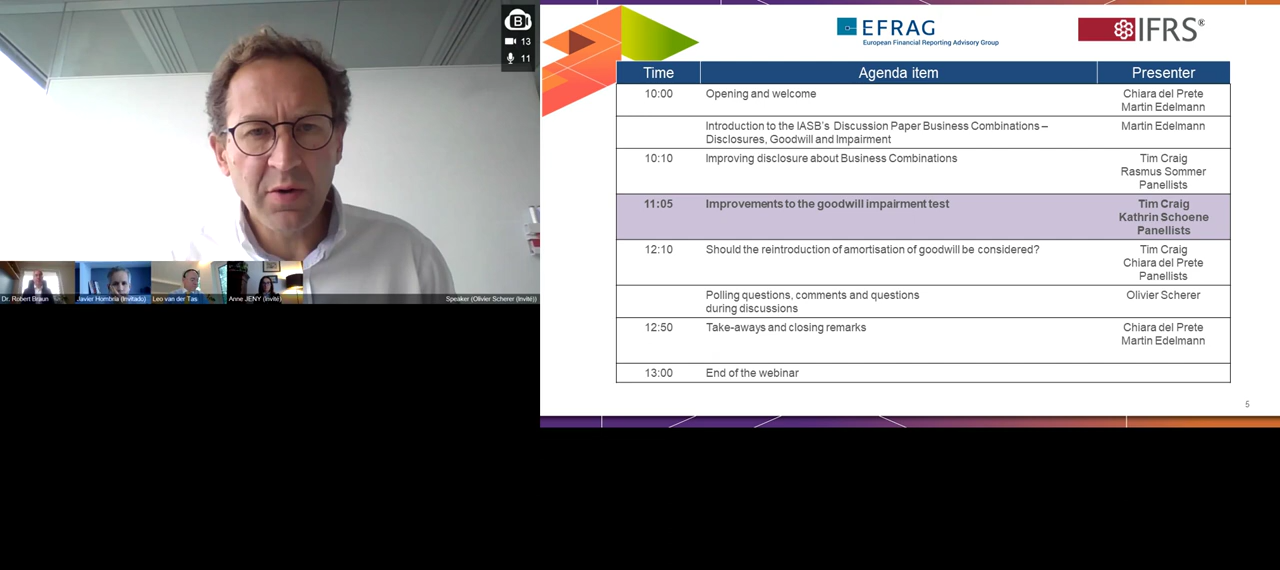 B
13
11
Dr. Robert Braun
Javier Hombría (Invitado)
Leo van der Tas
Anne JENY (Invité)
Speaker (Olivier Scherer (Invité))
EFRAG
European Financial Reporting Advisory Group
IFRS®
Time Agenda item Presenter
10:00 Opening and welcome Chiara del Prete
Martin Edelmann
Introduction to the IASB's Discussion Paper Business Combinations – Martin Edelmann
Disclosures, Goodwill and Impairment
10:10 Improving disclosure about Business Combinations Tim Craig
Rasmus Sommer
Panellists
11:05 Improvements to the goodwill impairment test Tim Craig
Kathrin Schoene
Panellists
12:10 Should the reintroduction of amortisation of goodwill be considered? Tim Craig
Chiara del Prete
Panellists
Polling questions, comments and questions Olivier Scherer
during discussions
12:50 Take-aways and closing remarks Chiara del Prete
Martin Edelmann
13:00 End of the webinar
5